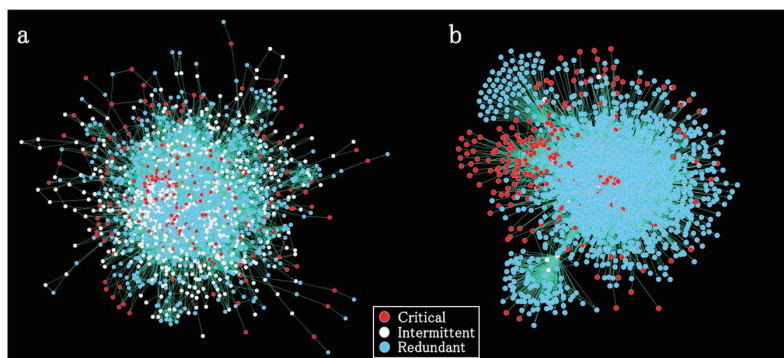 a
b
Critical
Intermittent
Redundant